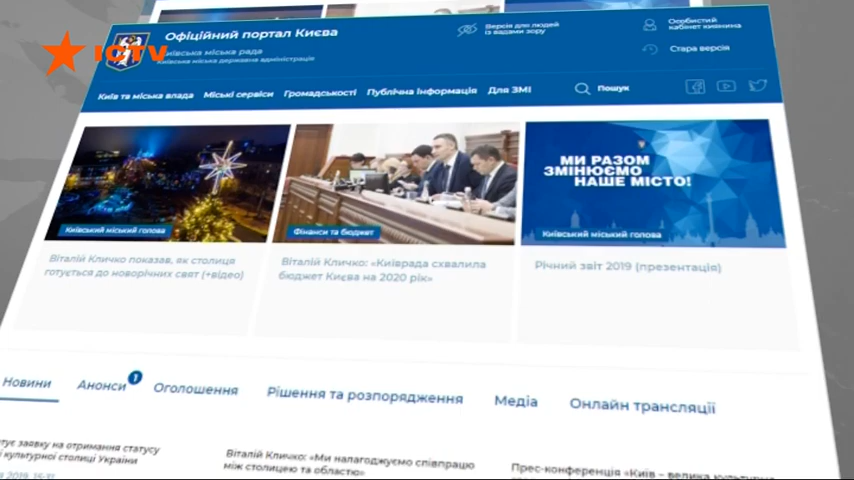 Офіційний портал Києва
Київська міська рада
Київська міська державна адміністрація
Версія для людей
із вадами зору
Особистий
кабінет киянина
Стара версія
ICTV
Київ та міська влада Міські сервіси Громадськості Публічна інформація Для ЗМІ Пошук
МИ РАЗОМ
ЗМІНЮЄМО
НАШЕ МІСТО!
Київський міський голова
Фінанси та бюджет
Київський міський голова
Віталій Кличко показав, як столиця
готується до новорічних свят (+відео)
Віталій Кличко: «Київрада схвалила
бюджет Києва на 2020 рік»
Річний звіт 2019 (презентація)
Новини Анонси 1 Оголошення Рішення та розпорядження Медіа Онлайн трансляції
заявку на отримання статусу
культурної столиці України
2019, 15:31
Віталій Кличко: «Ми налагоджуємо співпрацю
між столицею та областю»
Прес-конференція «Київ – велика культурна